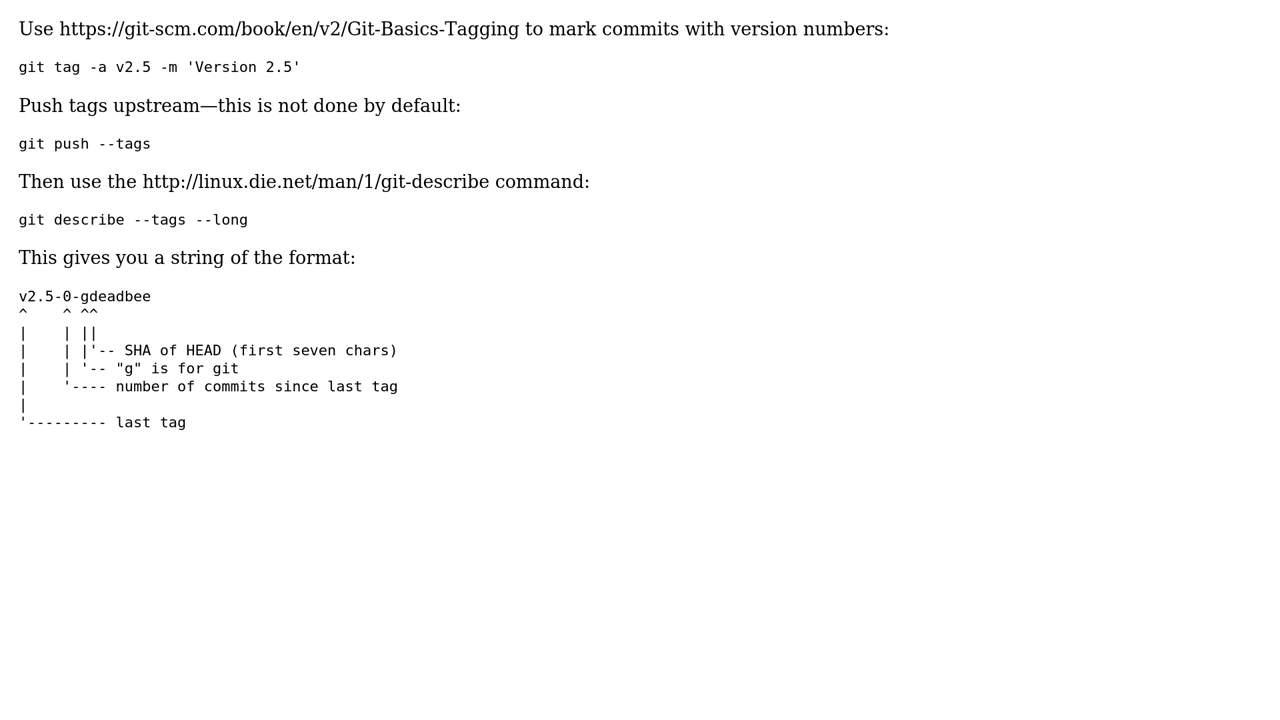 Use https://git-scm.com/book/en/v2/Git-Basics-Tagging to mark commits with version numbers:
git tag -a v2.5 -m 'Version 2.5'
Push tags upstream—this is not done by default:
git push --tags
Then use the http://linux.die.net/man/1/git-describe command:
git describe --tags --long
This gives you a string of the format:
v2.5-0-gdeadbee
^    ^ ^^
|    | ||
|    | |'-- SHA of HEAD (first seven chars)
|    | '-- "g" is for git
|    '---- number of commits since last tag
|
'--------- last tag